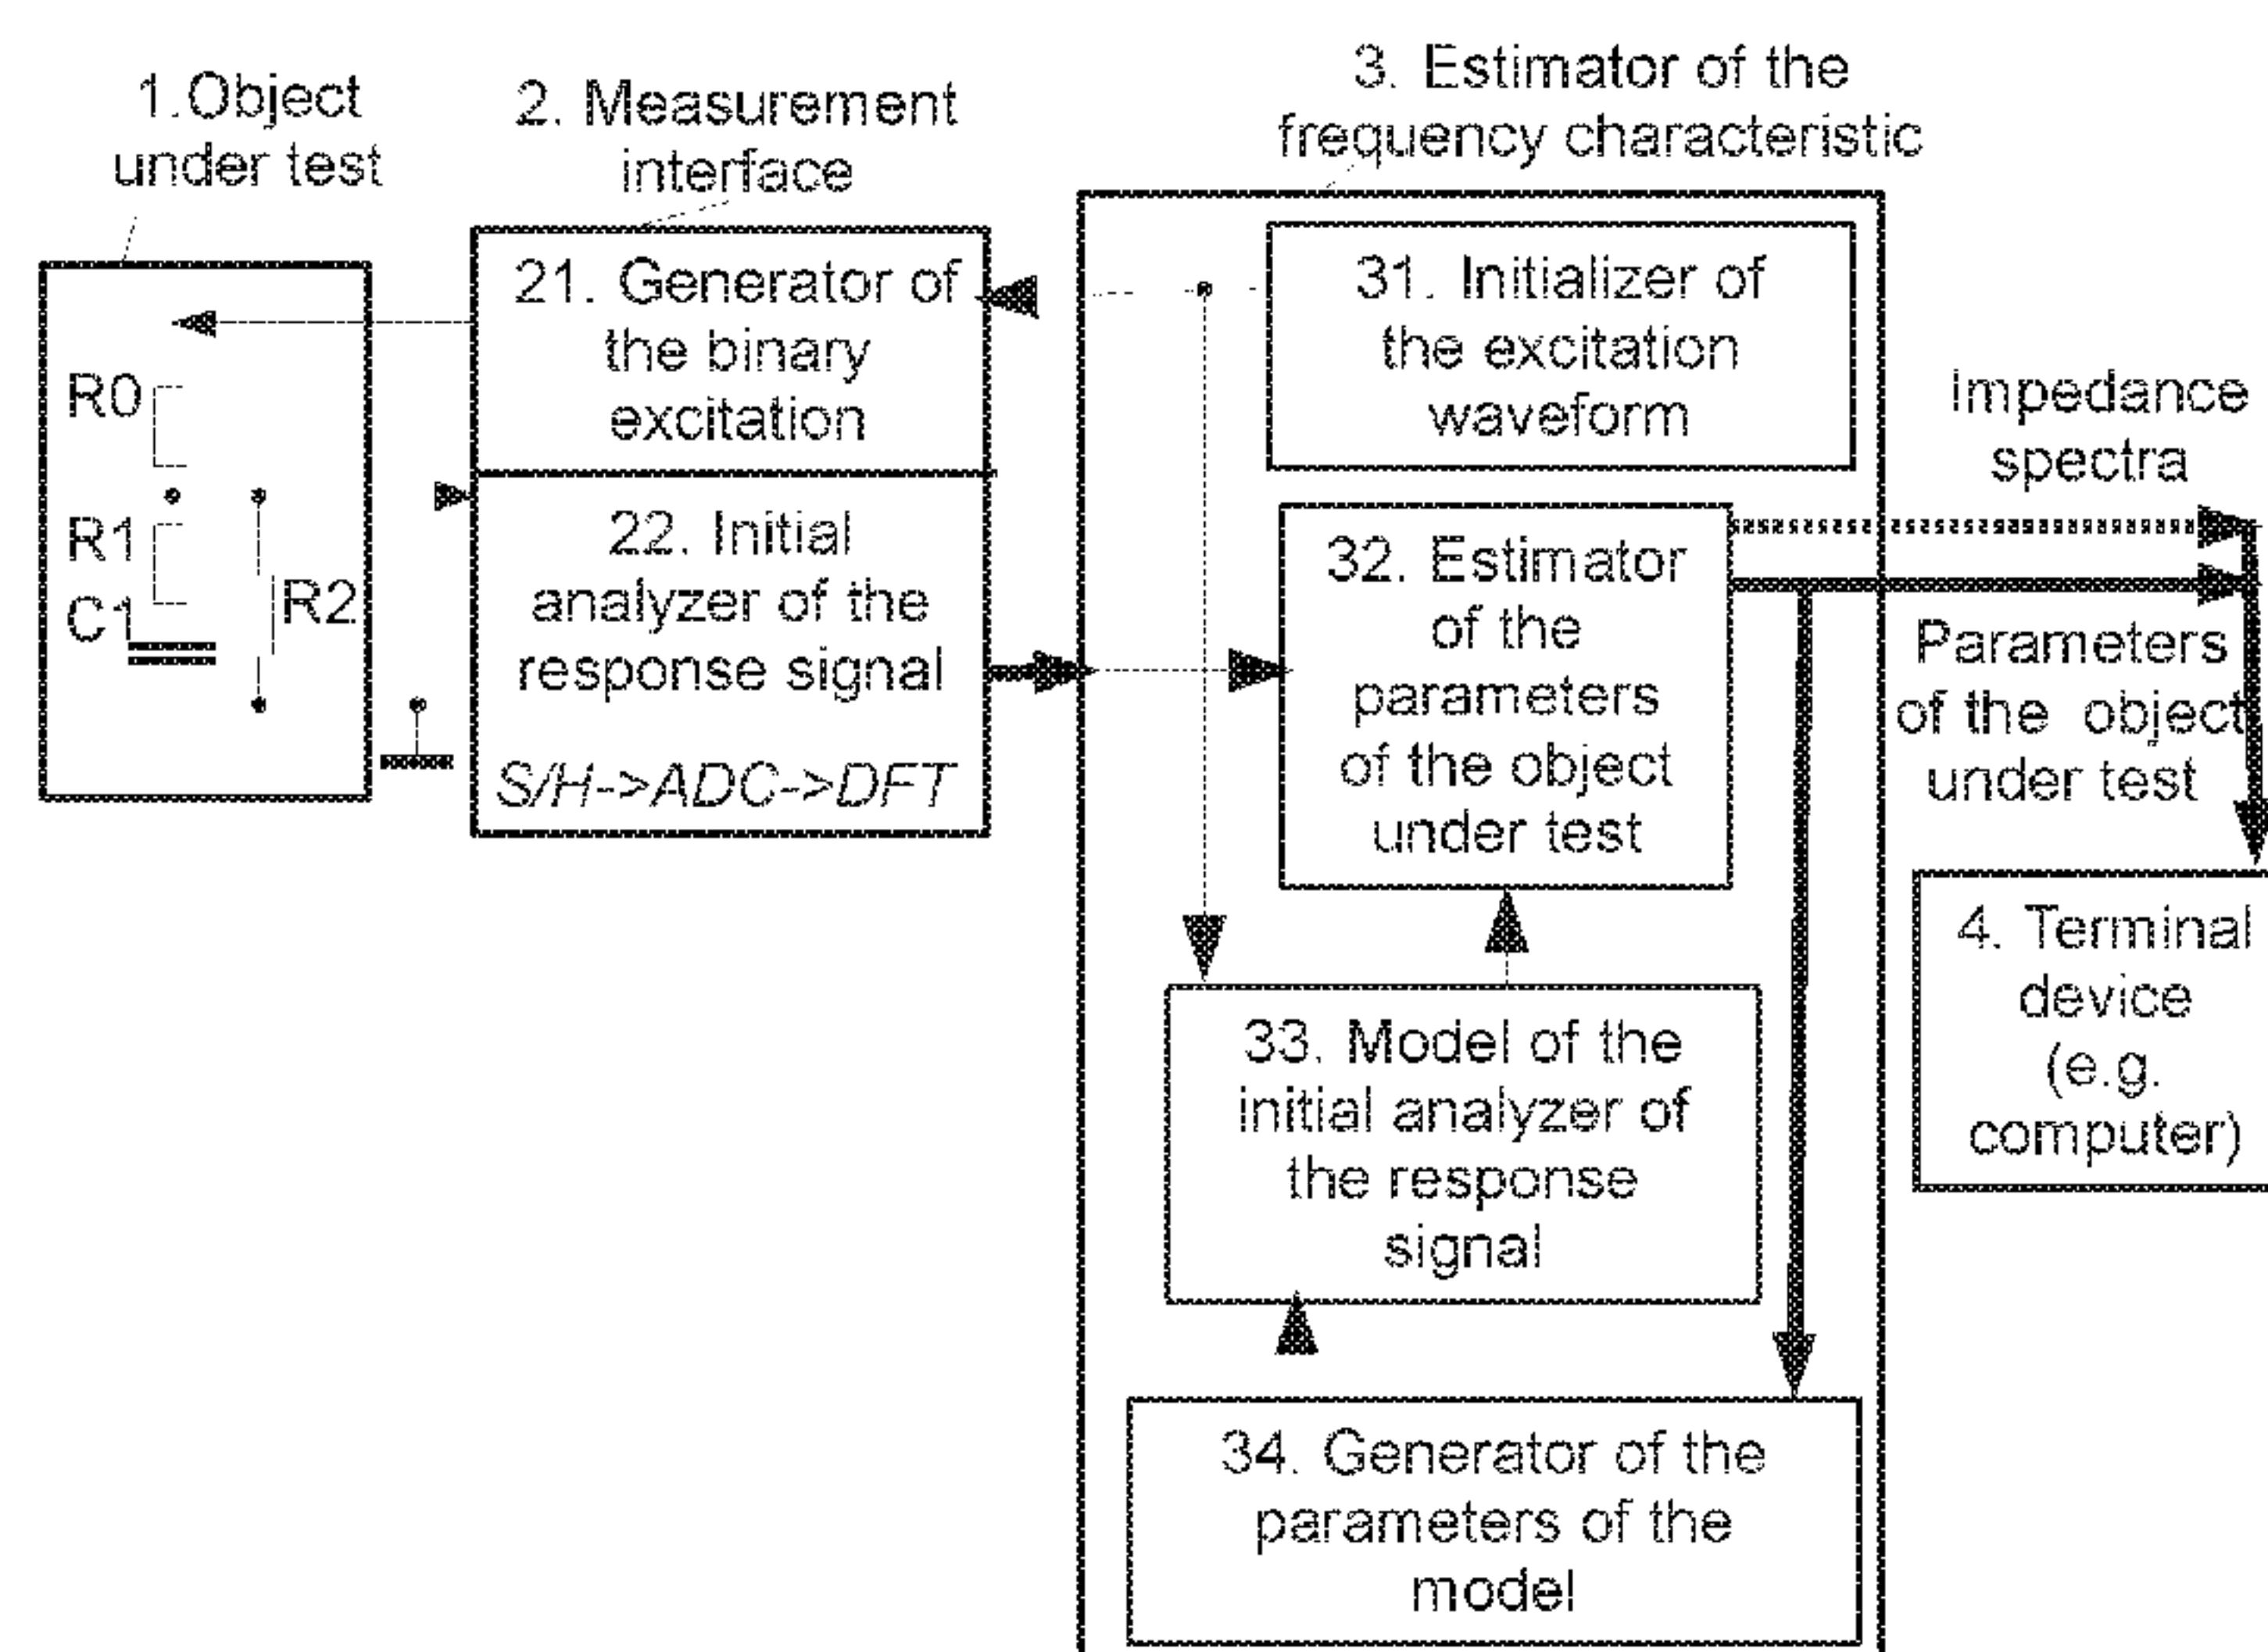 1.Object
under test
2. Measurement
interface
3. Estimator of the
frequency characteristic
21. Generator of
the binary
excitation
22. Initial
analyzer of the
response signal
S/H->ADC->DFT
R0
R1
C1
R2
31. Initializer of
the excitation
waveform
32. Estimator
of the
parameters
of the object
under test
33. Model of the
initial analyzer of
the response
signal
34. Generator of the
parameters of the
model
Impedance
spectra
Parameters
of the object
under test
4. Terminal
device
(e.g.
computer)